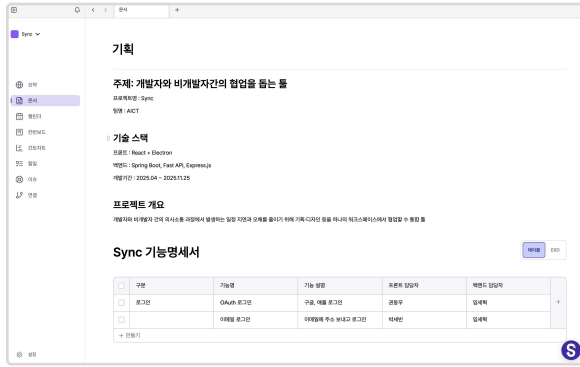 문서
+
Sync
요약
문서
캘린더
칸반보드
간트차트
할일
이슈
연결
설정
기획
주제: 개발자와 비개발자간의 협업을 돕는 툴
프로젝트명 : Sync
팀명 : AICT
기술 스택
프론트 : React + Electron
백엔드 : Spring Boot, Fast API, Express.js
개발기간 : 2025.04 ~ 2025.11.25
프로젝트 개요
개발자와 비개발자 간의 의사소통 과정에서 발생하는 일정 지연과 오해를 줄이기 위해 기획·디자인 등을 하나의 워크스페이스에서 협업할 수 통합 툴
Sync 기능명세서
테이블 ERD
구분 기능명 기능 설명 프론트 담당자 백엔드 담당자
로그인 OAuth 로그인 구글, 애플 로그인 권동우 임세혁 +
이메일 로그인 이메일에 주소 보내고 로그인 박세빈 임세혁
+ 만들기
S